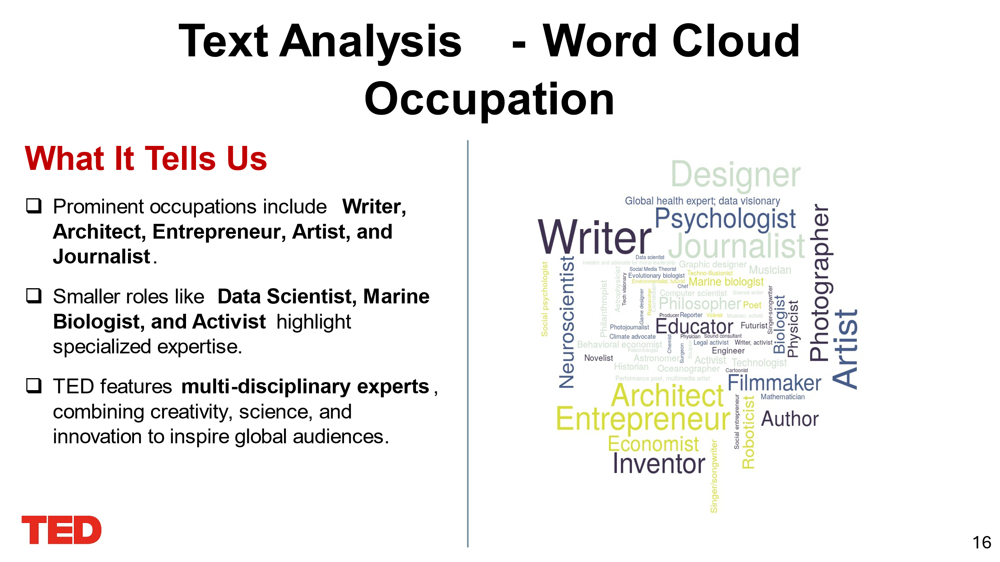 Text Analysis - Word Cloud
Occupation
What It Tells Us
❑ Prominent occupations include Writer,
Architect, Entrepreneur, Artist, and
Journalist.
❑ Smaller roles like Data Scientist, Marine
Biologist, and Activist highlight
specialized expertise.
❑ TED features multi-disciplinary experts,
combining creativity, science, and
innovation to inspire global audiences.
Designer
Global health expert; data visionary
Psychologist
Writer
Journalist
Photographer
Data scientist
Investor and advocate for moral leadership
Graphic designer
Musician
Social psychologist
Neuroscientist
Social Media Theorist
Techno-illusionist
Evolutionary biologist
Environmentalist, futurist
Marine biologist
Chef
Astrophysicist
Tech visionary
Philanthropist
Game designer
Researcher
Comedian
Computer scientist
Science writer
Philosopher
Poet
Singer-songwriter
Biologist
Physicist
Artist
Producer
Reporter
Violinist
Musician, activist
Educator
Futurist
Photojournalist
Climate advocate
Physician
Sound consultant
Chemist
Surgeon
Sculptor
Legal activist
Writer, activist
Behavioral economist
Paleontologist
Engineer
Novelist
Astronomer
Activist
Technologist
Historian
Oceanographer
Cartoonist
Performance poet, multimedia artist
Filmmaker
Architect
Mathematician
Entrepreneur
Social entrepreneur
Roboticist
Author
Economist
Inventor
Singer/songwriter
TED
16